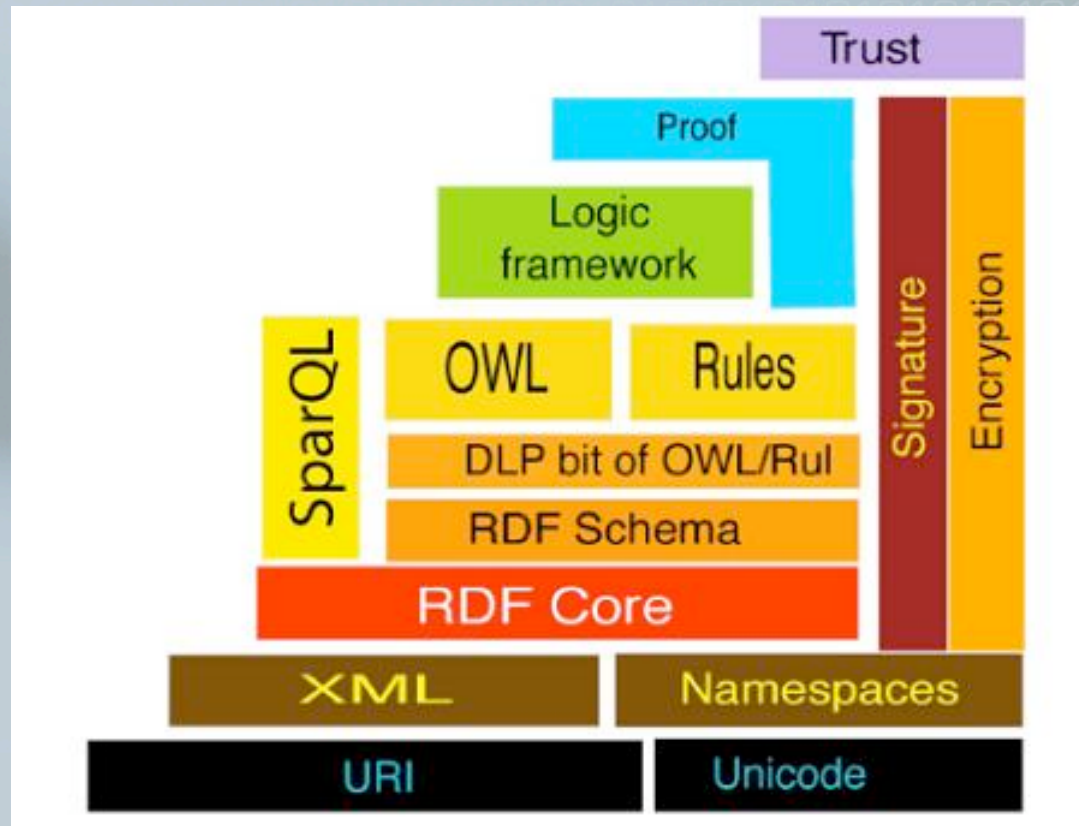 Trust
Proof
Logic
framework
SparQL
OWL
Rules
Signature
Encryption
DLP bit of OWL/Rul
RDF Schema
RDF Core
XML
Namespaces
URI
Unicode